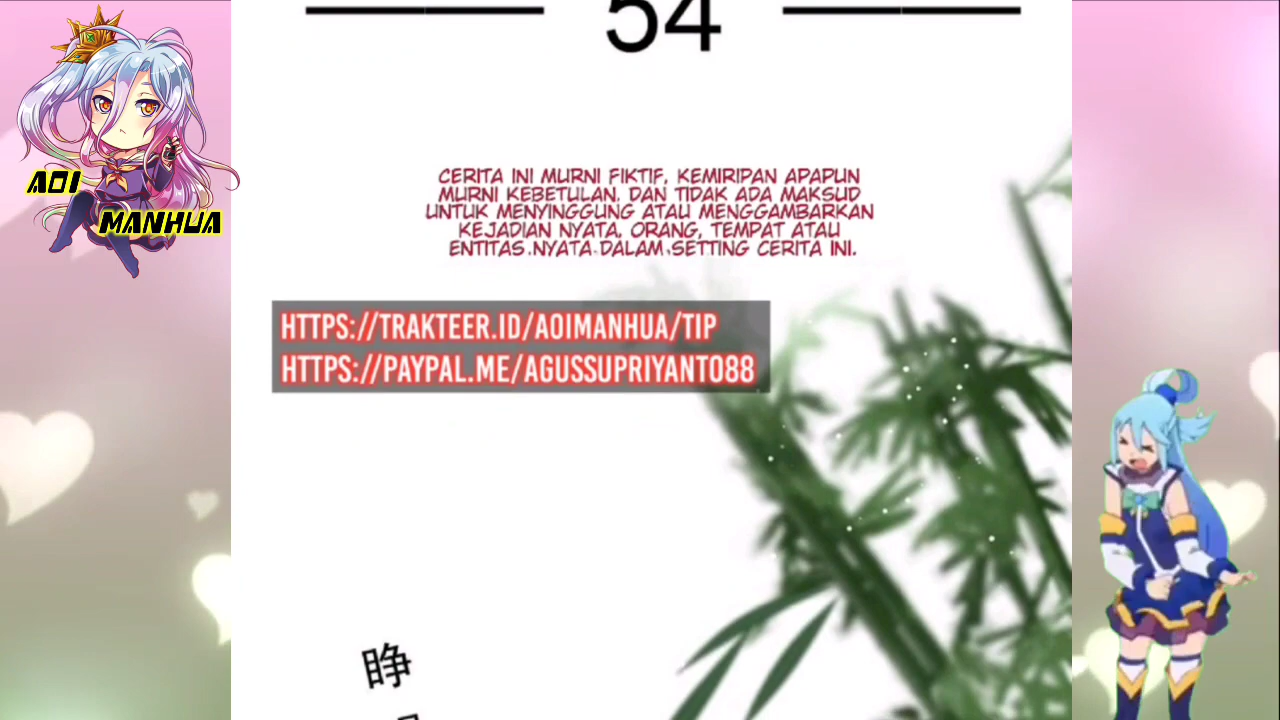 54
CERITA INI MURNI FIKTIF, KEMIRIPAN APAPUN
MURNI KEBETULAN, DAN TIDAK ADA MAKSUD
UNTUK MENYINGGUNG ATAU MENGGAMBARKAN
KEJADIAN NYATA, ORANG, TEMPAT ATAU
ENTITAS NYATA DALAM SETTING CERITA INI.
HTTPS://TRAKTEER.ID/AOIMANHUA/TIP
HTTPS://PAYPAL.ME/AGUSSUPRIYANTO88
AOI
MANHUA
睁